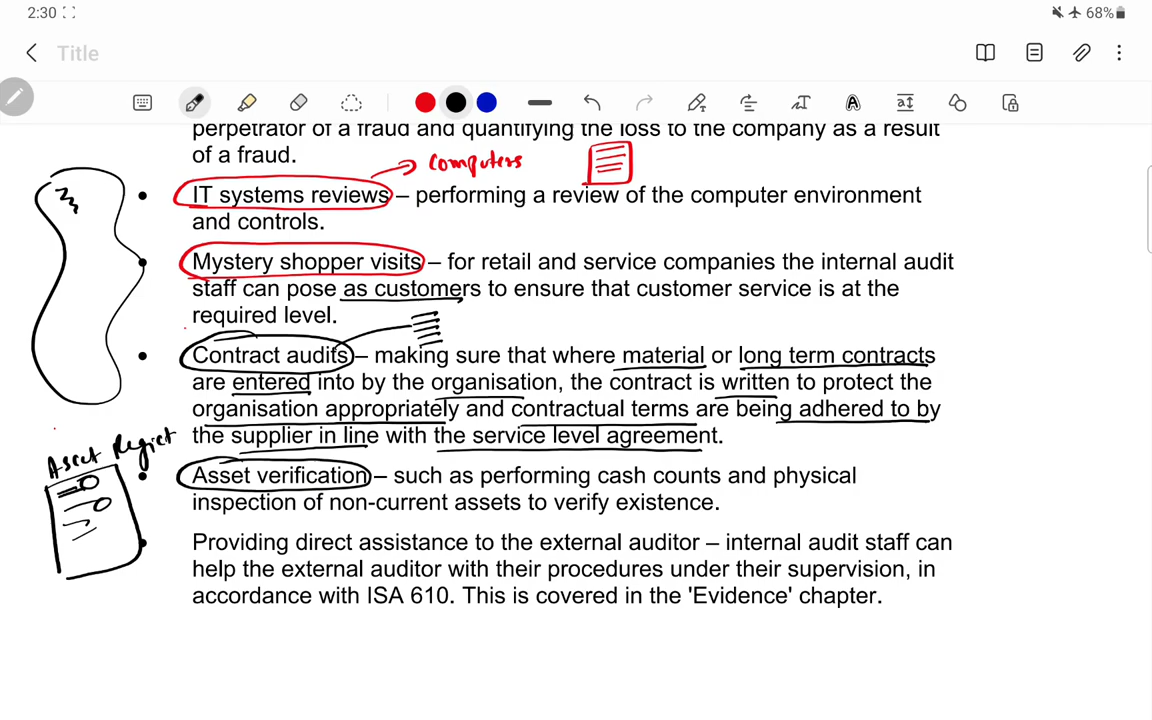 2:30
68%
Title
perpetrator of a fraud and quantifying the loss to the company as a result
of a fraud.
computers
• IT systems reviews – performing a review of the computer environment
and controls.
• Mystery shopper visits – for retail and service companies the internal audit
staff can pose as customers to ensure that customer service is at the
required level.
• Contract audits – making sure that where material or long term contracts
are entered into by the organisation, the contract is written to protect the
organisation appropriately and contractual terms are being adhered to by
the supplier in line with the service level agreement.
Asset Regist
• Asset verification – such as performing cash counts and physical
inspection of non-current assets to verify existence.
• Providing direct assistance to the external auditor – internal audit staff can
help the external auditor with their procedures under their supervision, in
accordance with ISA 610. This is covered in the 'Evidence' chapter.